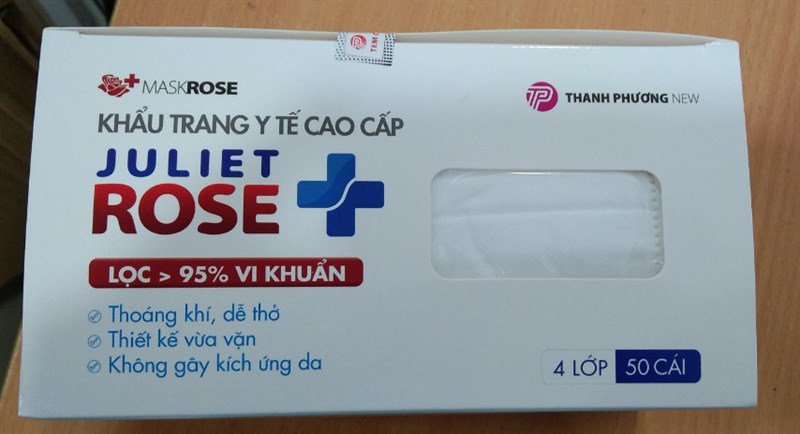 TEM
MASKROSE
THANH PHƯƠNG NEW
KHẨU TRANG Y TẾ CAO CẤP
JULIET
ROSE
LỌC > 95% VI KHUẨN
Thoáng khí, dễ thở
Thiết kế vừa vặn
Không gây kích ứng da
4 LỚP 50 CÁI